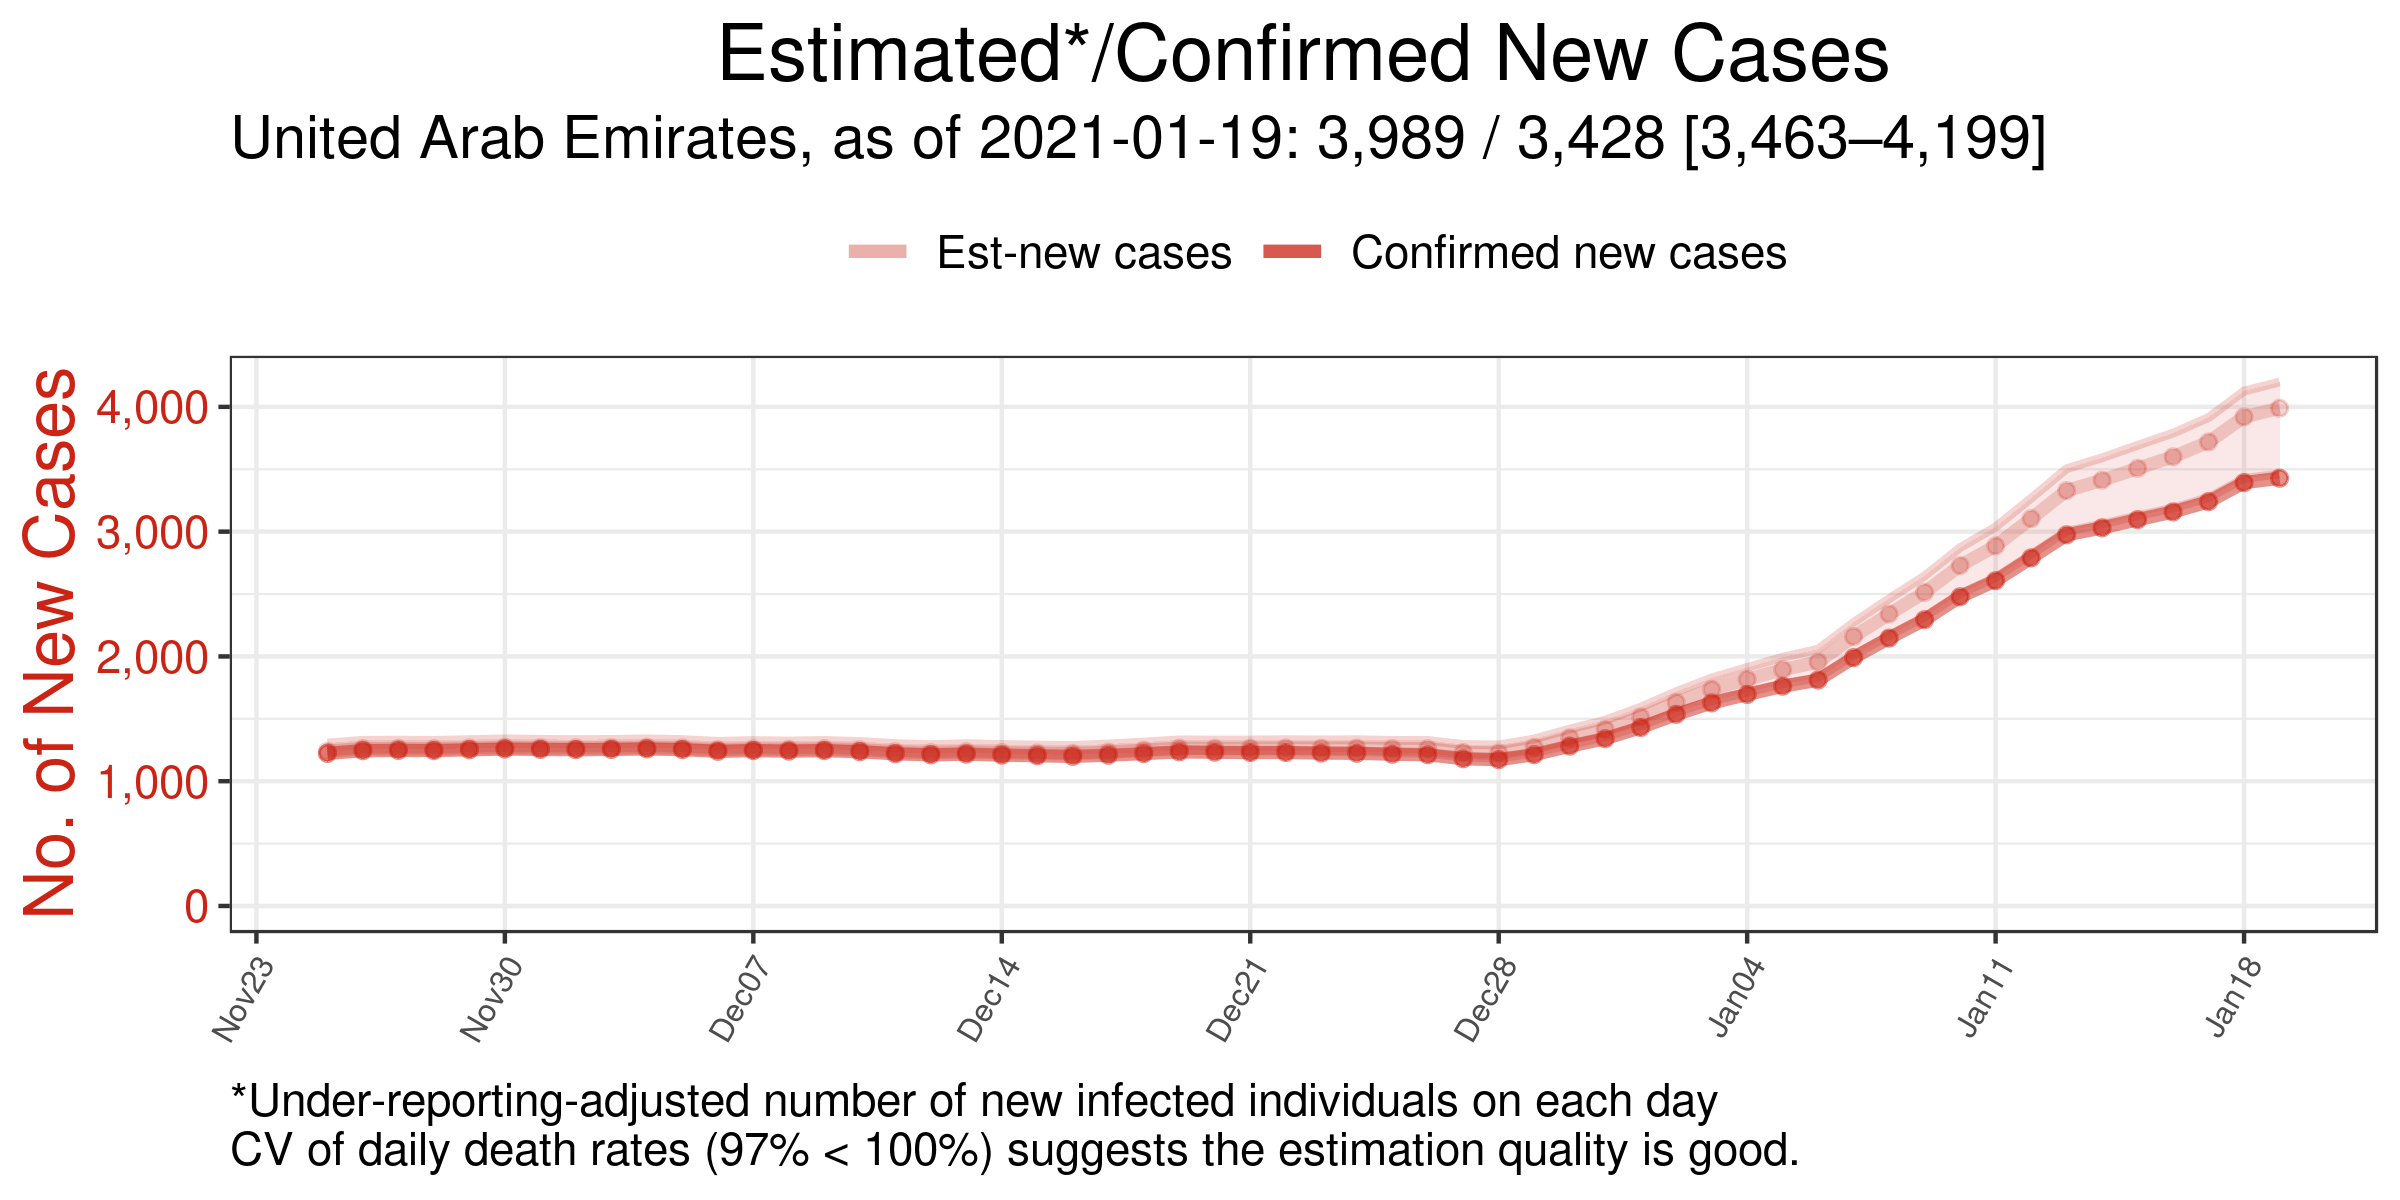 Estimated*/Confirmed New Cases
United Arab Emirates, as of 2021-01-19: 3,989 / 3,428 [3,463–4,199]
Est-new cases Confirmed new cases
No. of New Cases
4,000
3,000
2,000
1,000
0
Nov23 Nov30 Dec07 Dec14 Dec21 Dec28 Jan04 Jan11 Jan18
*Under-reporting-adjusted number of new infected individuals on each day
CV of daily death rates (97% < 100%) suggests the estimation quality is good.